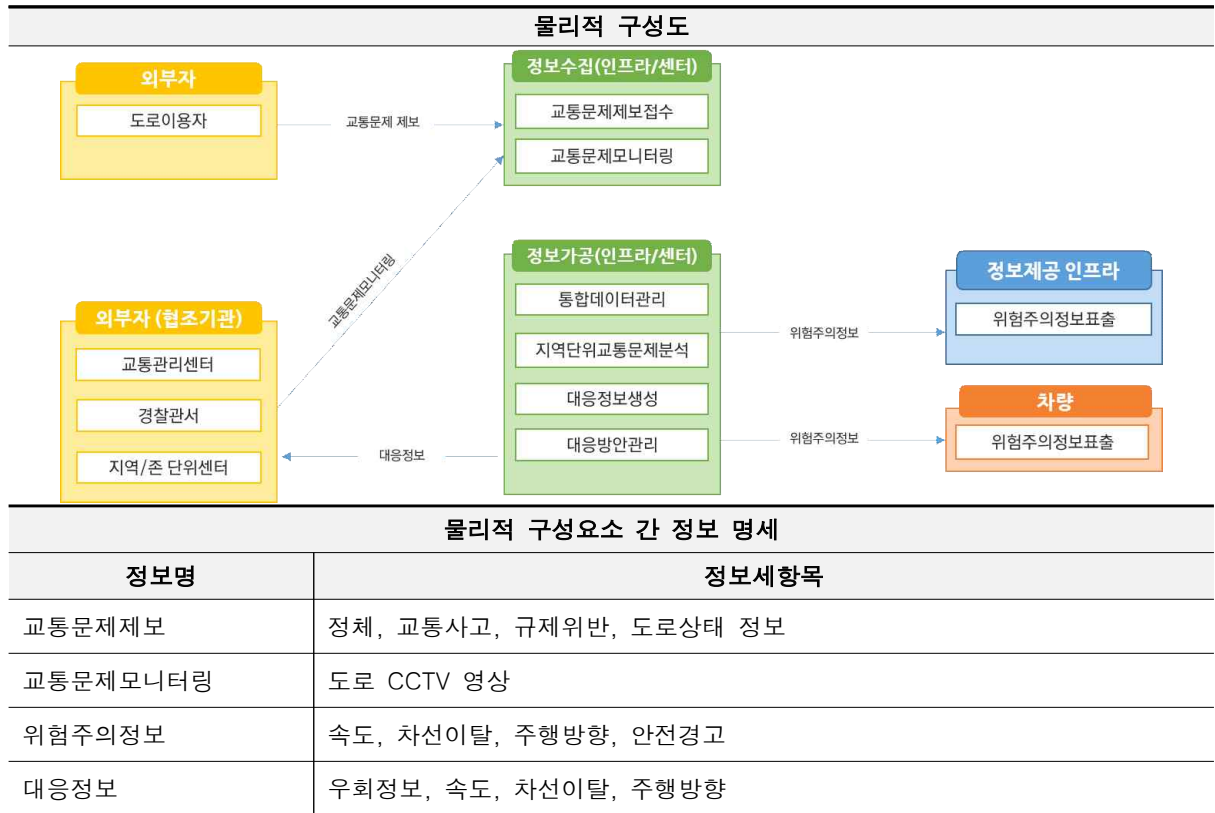 물리적 구성도
외부자
도로이용자
교통문제 제보
정보수집(인프라/센터)
교통문제제보접수
교통문제모니터링
교통문제모니터링
외부자 (협조기관)
교통관리센터
경찰관서
지역/존 단위센터
대응정보
정보가공(인프라/센터)
통합데이터관리
지역단위교통문제분석
대응정보생성
대응방안관리
위험주의정보
위험주의정보
정보제공 인프라
위험주의정보표출
차량
위험주의정보표출
물리적 구성요소 간 정보 명세
정보명 정보세항목
교통문제제보 정체, 교통사고, 규제위반, 도로상태 정보
교통문제모니터링 도로 CCTV 영상
위험주의정보 속도, 차선이탈, 주행방향, 안전경고
대응정보 우회정보, 속도, 차선이탈, 주행방향